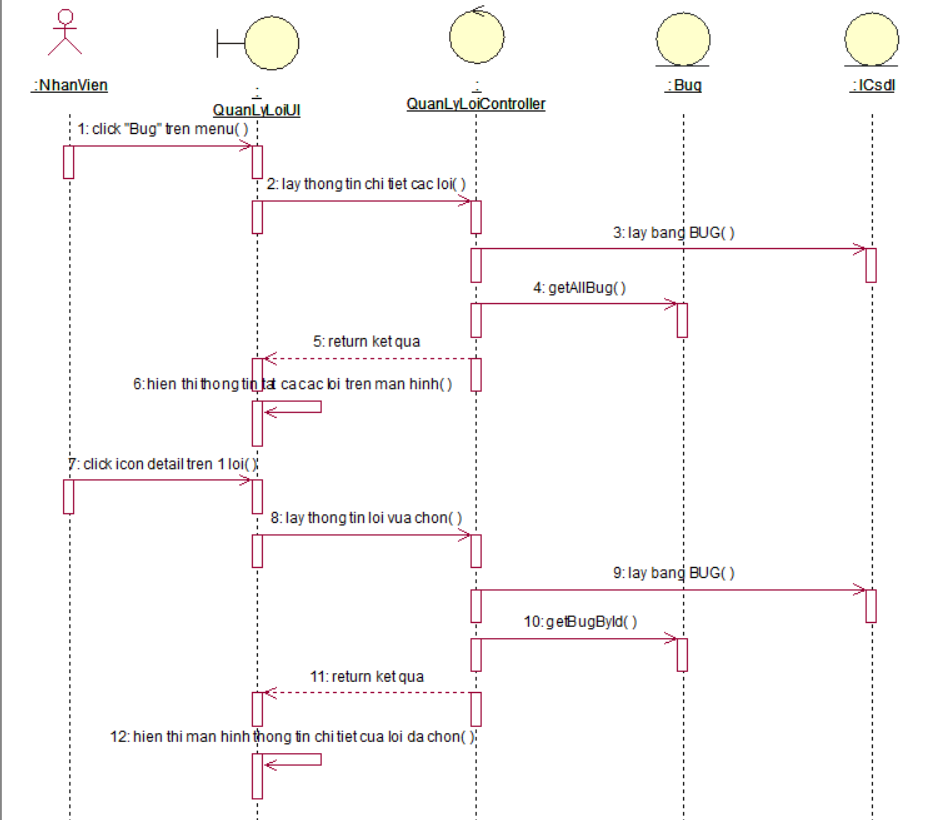 :NhanVien
:
QuanLyLoiUI
:
QuanLyLoiController
:Bug
:ICsdl
1: click "Bug" tren menu( )
2: lay thong tin chi tiet cac loi( )
3: lay bang BUG( )
4: getAllBug( )
5: return ket qua
6: hien thi thong tin tat ca cac loi tren man hinh( )
7: click icon detail tren 1 loi( )
8: lay thong tin loi vua chon( )
9: lay bang BUG( )
10: getBugById( )
11: return ket qua
12: hien thi man hinh thong tin chi tiet cua loi da chon( )